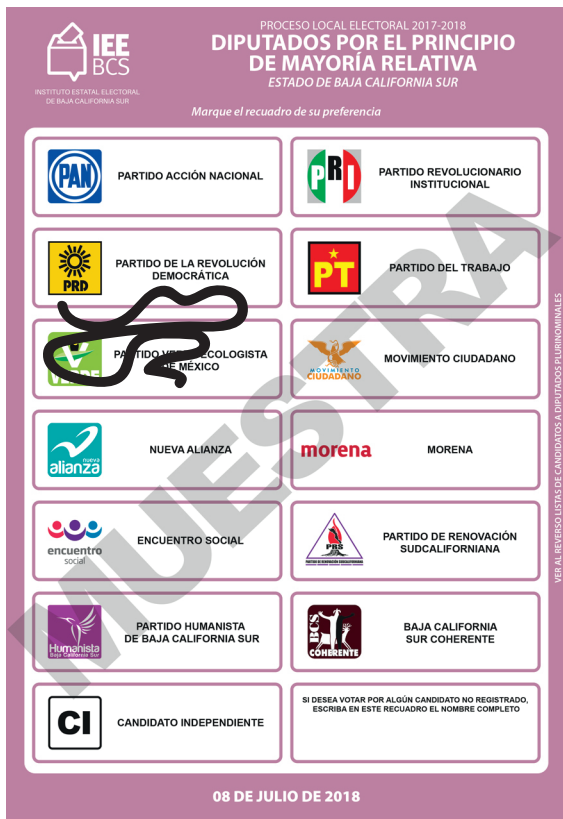 PROCESO LOCAL ELECTORAL 2017-2018
DIPUTADOS POR EL PRINCIPIO
DE MAYORÍA RELATIVA
ESTADO DE BAJA CALIFORNIA SUR
IEE
BCS
INSTITUTO ESTATAL ELECTORAL
DE BAJA CALIFORNIA SUR
Marque el recuadro de su preferencia
PAN
PARTIDO ACCIÓN NACIONAL
PRI
PARTIDO REVOLUCIONARIO
INSTITUCIONAL
PRD
PARTIDO DE LA REVOLUCIÓN
DEMOCRÁTICA
PT
PARTIDO DEL TRABAJO
ECOLOGISTA
DE MÉXICO
MOVIMIENTO
CIUDADANO
MOVIMIENTO CIUDADANO
nueva
alianza
NUEVA ALIANZA
morena
MORENA
encuentro
social
ENCUENTRO SOCIAL
PRS
PARTIDO DE RENOVACIÓN SUDCALIFORNIANA
PARTIDO DE RENOVACIÓN
SUDCALIFORNIANA
Humanista
Baja California Sur
PARTIDO HUMANISTA
DE BAJA CALIFORNIA SUR
BCS
COHERENTE
BAJA CALIFORNIA
SUR COHERENTE
CI
CANDIDATO INDEPENDIENTE
SI DESEA VOTAR POR ALGÚN CANDIDATO NO REGISTRADO,
ESCRIBA EN ESTE RECUADRO EL NOMBRE COMPLETO
MUESTRA
VER AL REVERSO LISTAS DE CANDIDATOS A DIPUTADOS PLURINOMINALES
08 DE JULIO DE 2018